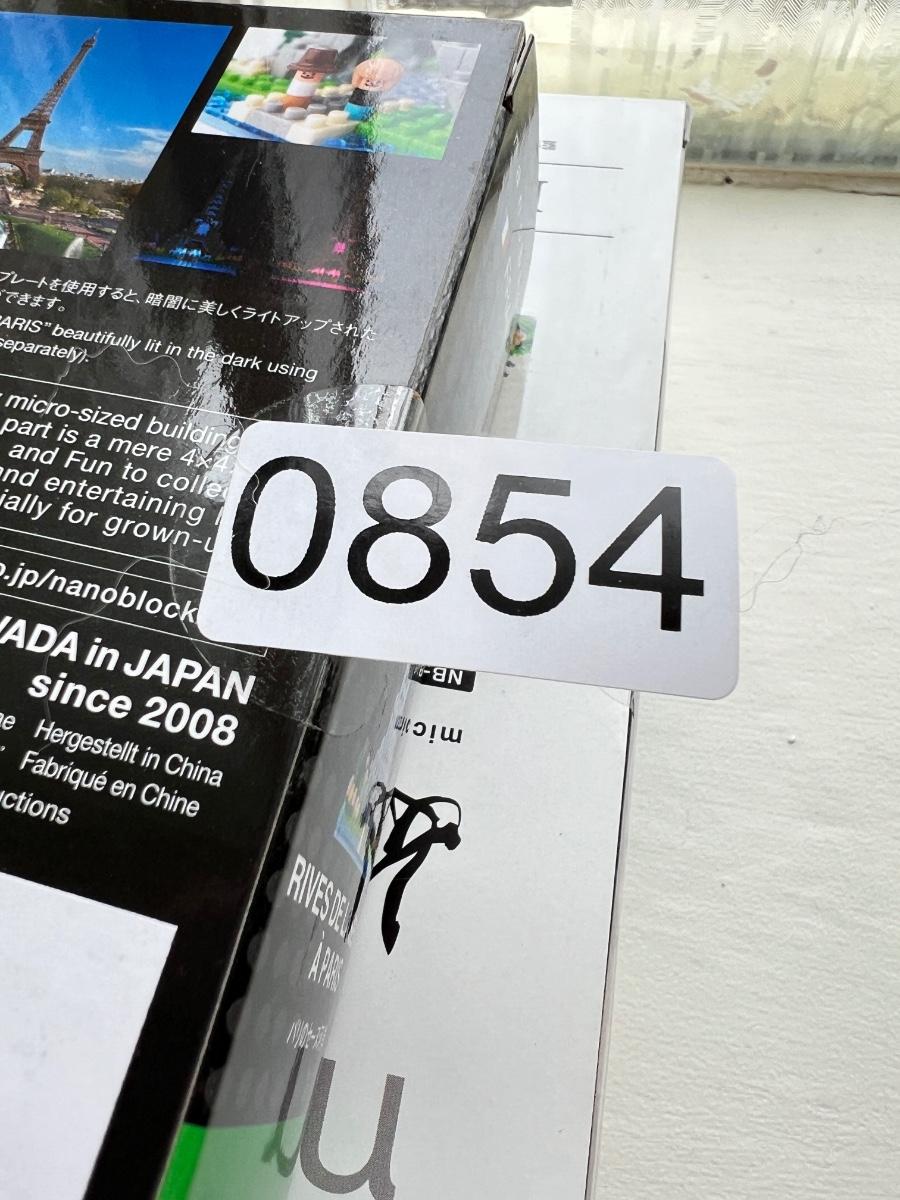 プレートを使用すると、暗闇に美しくライトアップされた
できます。
ARIS" beautifully lit in the dark using
separately).
micro-sized building
part is a mere 4×4
and Fun to collec
and entertaining
ially for grown-u
o.jp/nanoblock
WADA in JAPAN
since 2008
Hergestellt in China
Fabriqué en Chine
uctions
0854
NB-
RIVES DE L
À PARIS